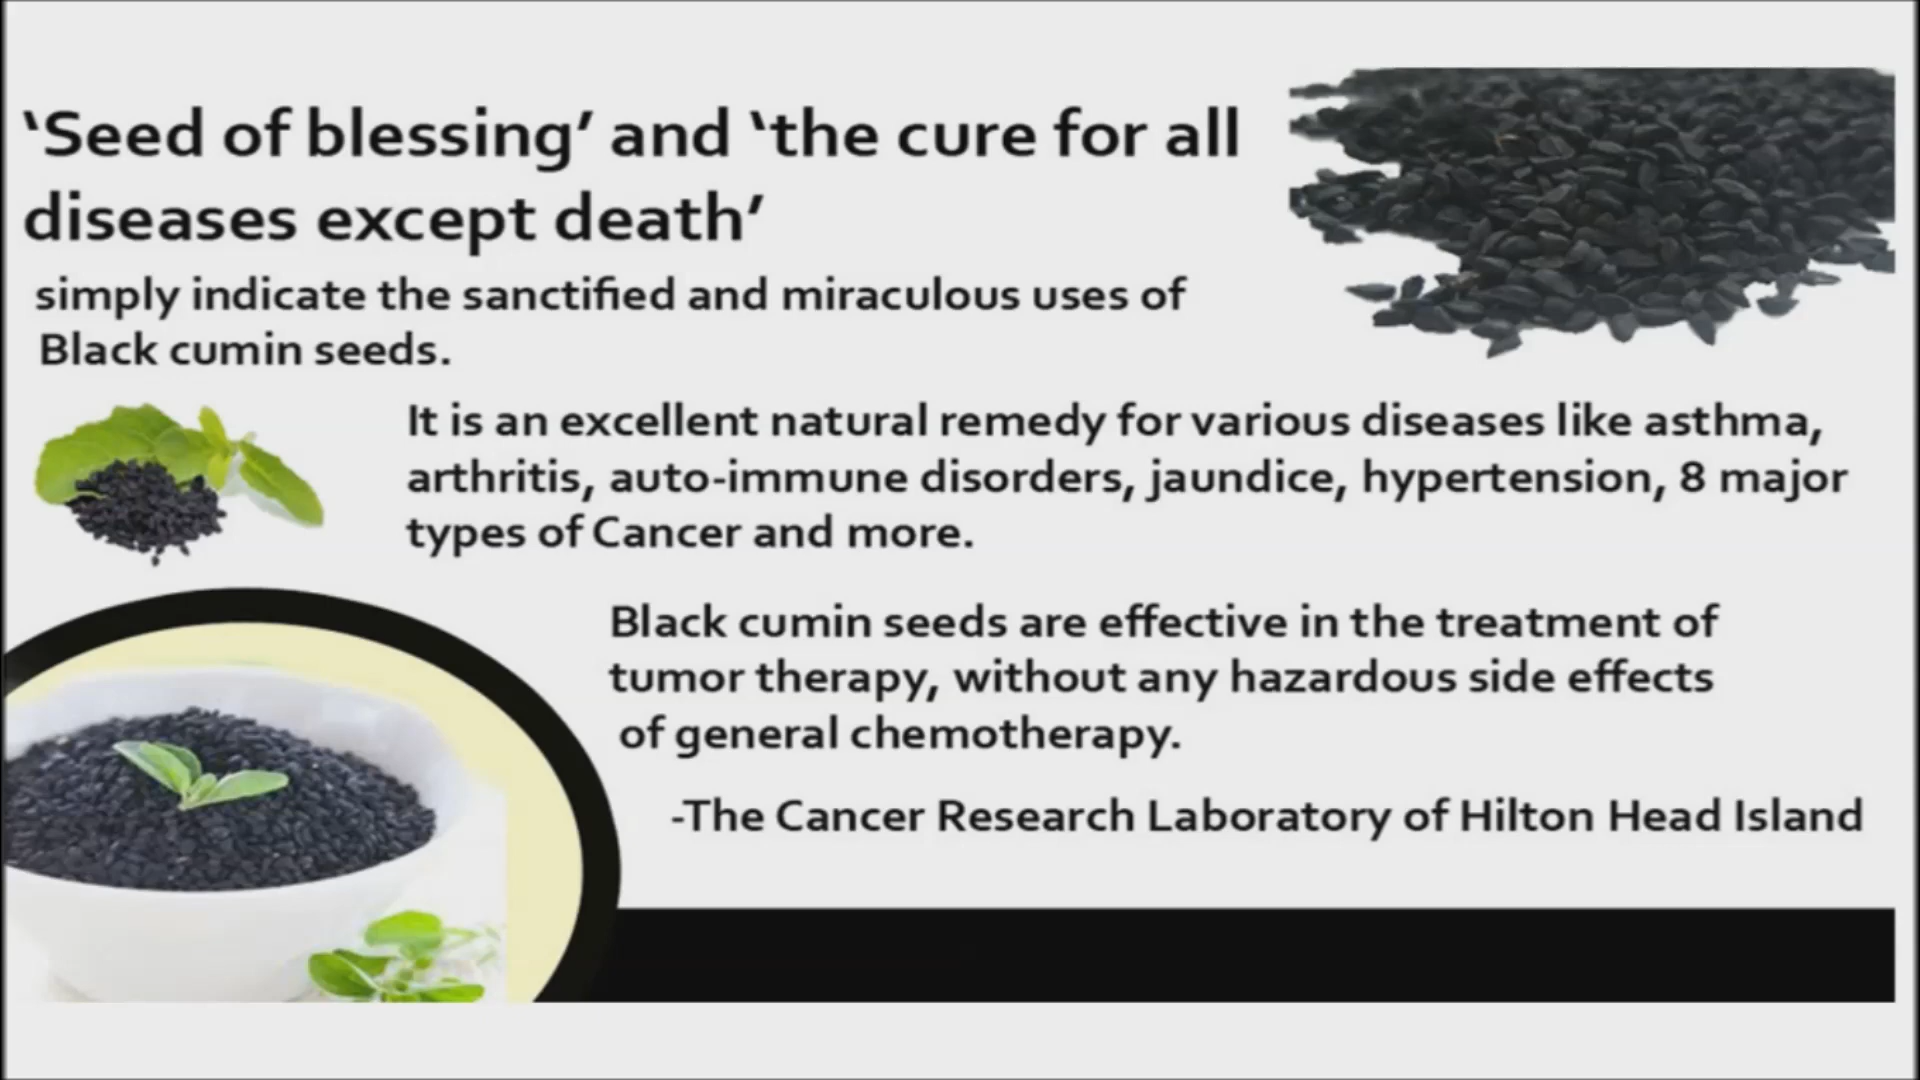 ‘Seed of blessing’ and ‘the cure for all
diseases except death’
simply indicate the sanctified and miraculous uses of
Black cumin seeds.
It is an excellent natural remedy for various diseases like asthma,
arthritis, auto-immune disorders, jaundice, hypertension, 8 major
types of Cancer and more.
Black cumin seeds are effective in the treatment of
tumor therapy, without any hazardous side effects
of general chemotherapy.
-The Cancer Research Laboratory of Hilton Head Island